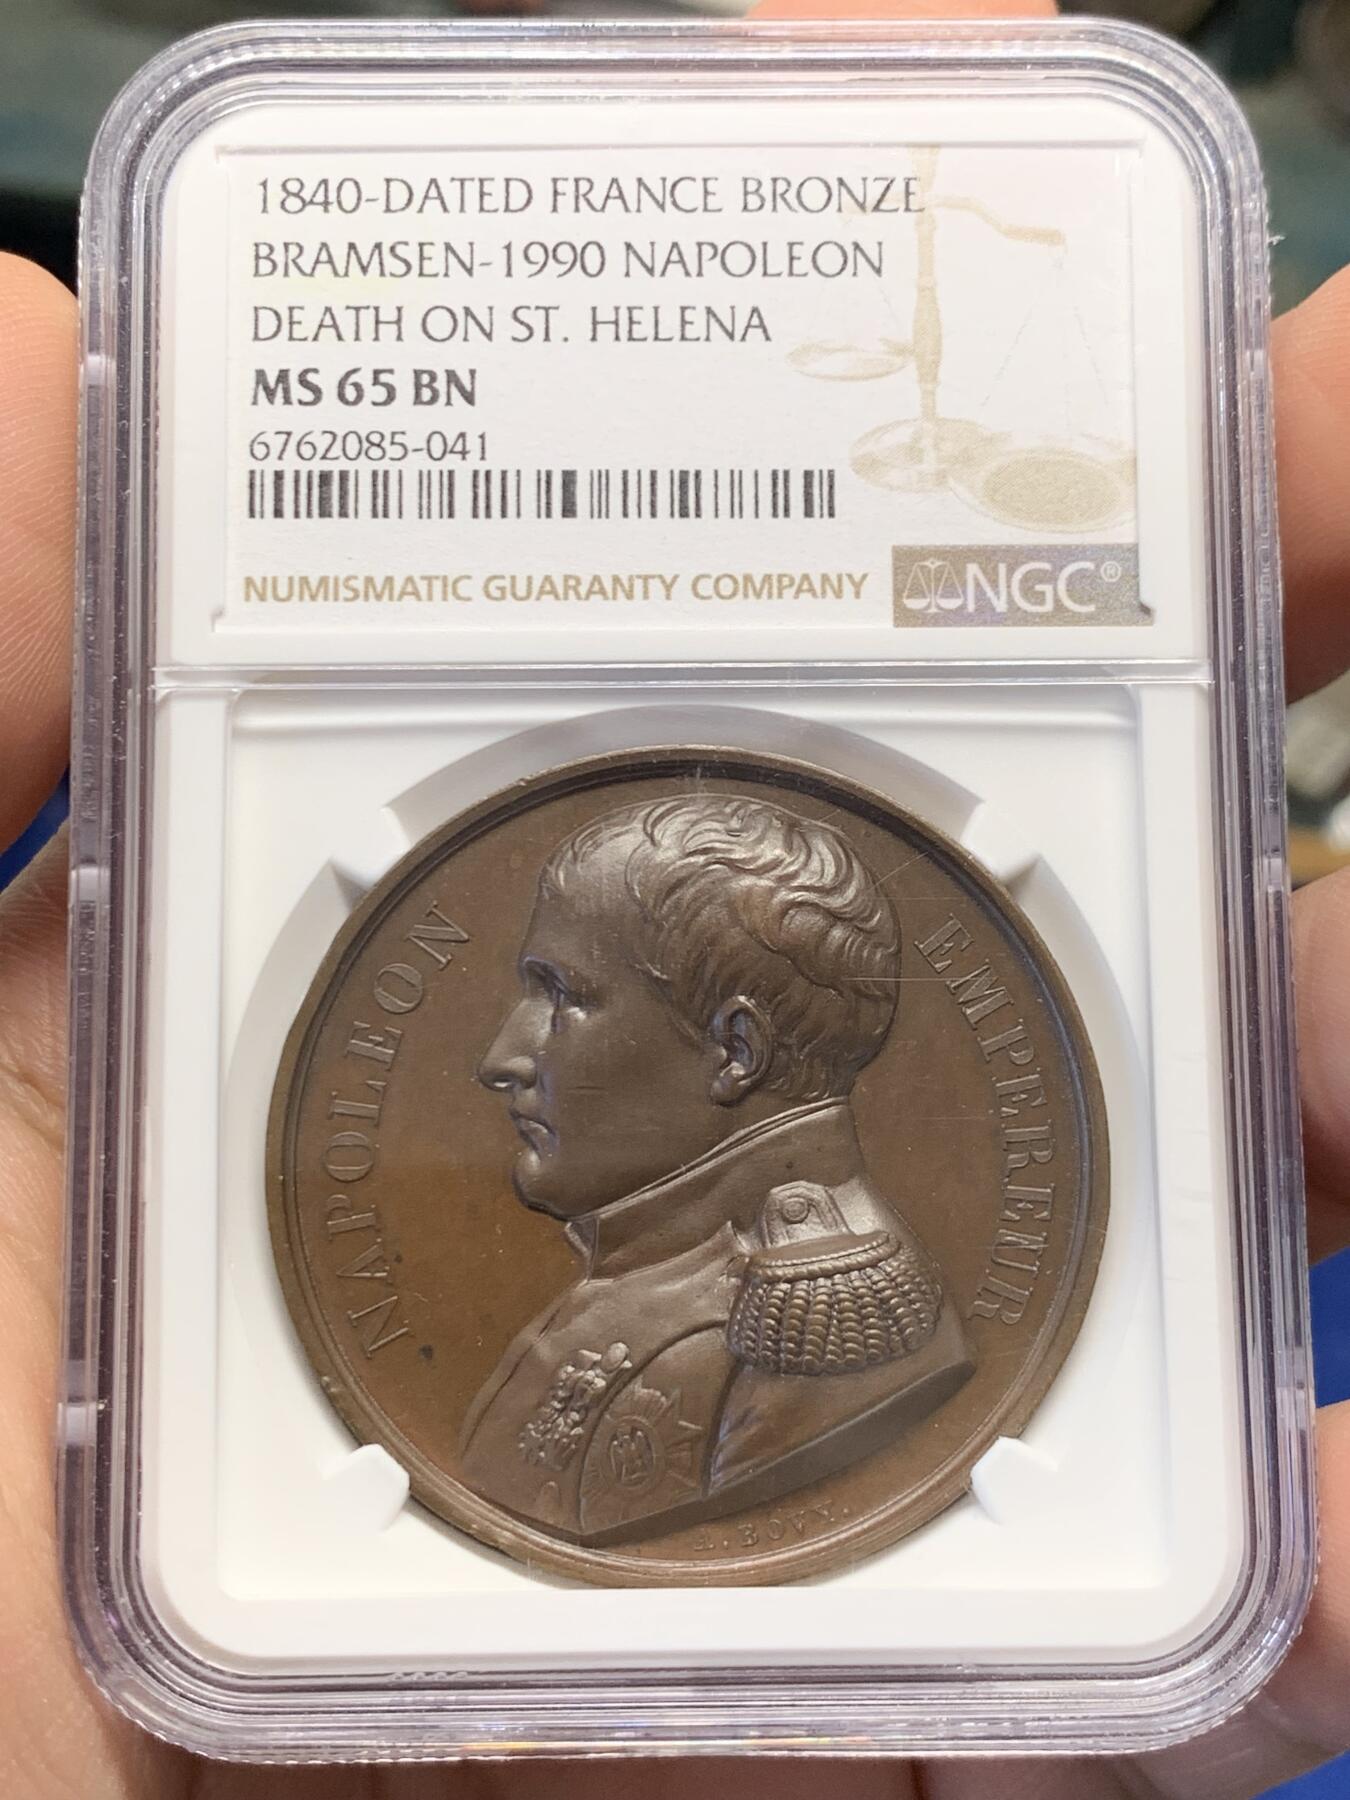 1840-DATED FRANCE BRONZE
BRAMSEN-1990 NAPOLEON
DEATH ON ST. HELENA
MS 65 BN
6762085-041
NUMISMATIC GUARANTY COMPANY
NGC®
NAPOLEON
EMPEREUR
A. BOVY.